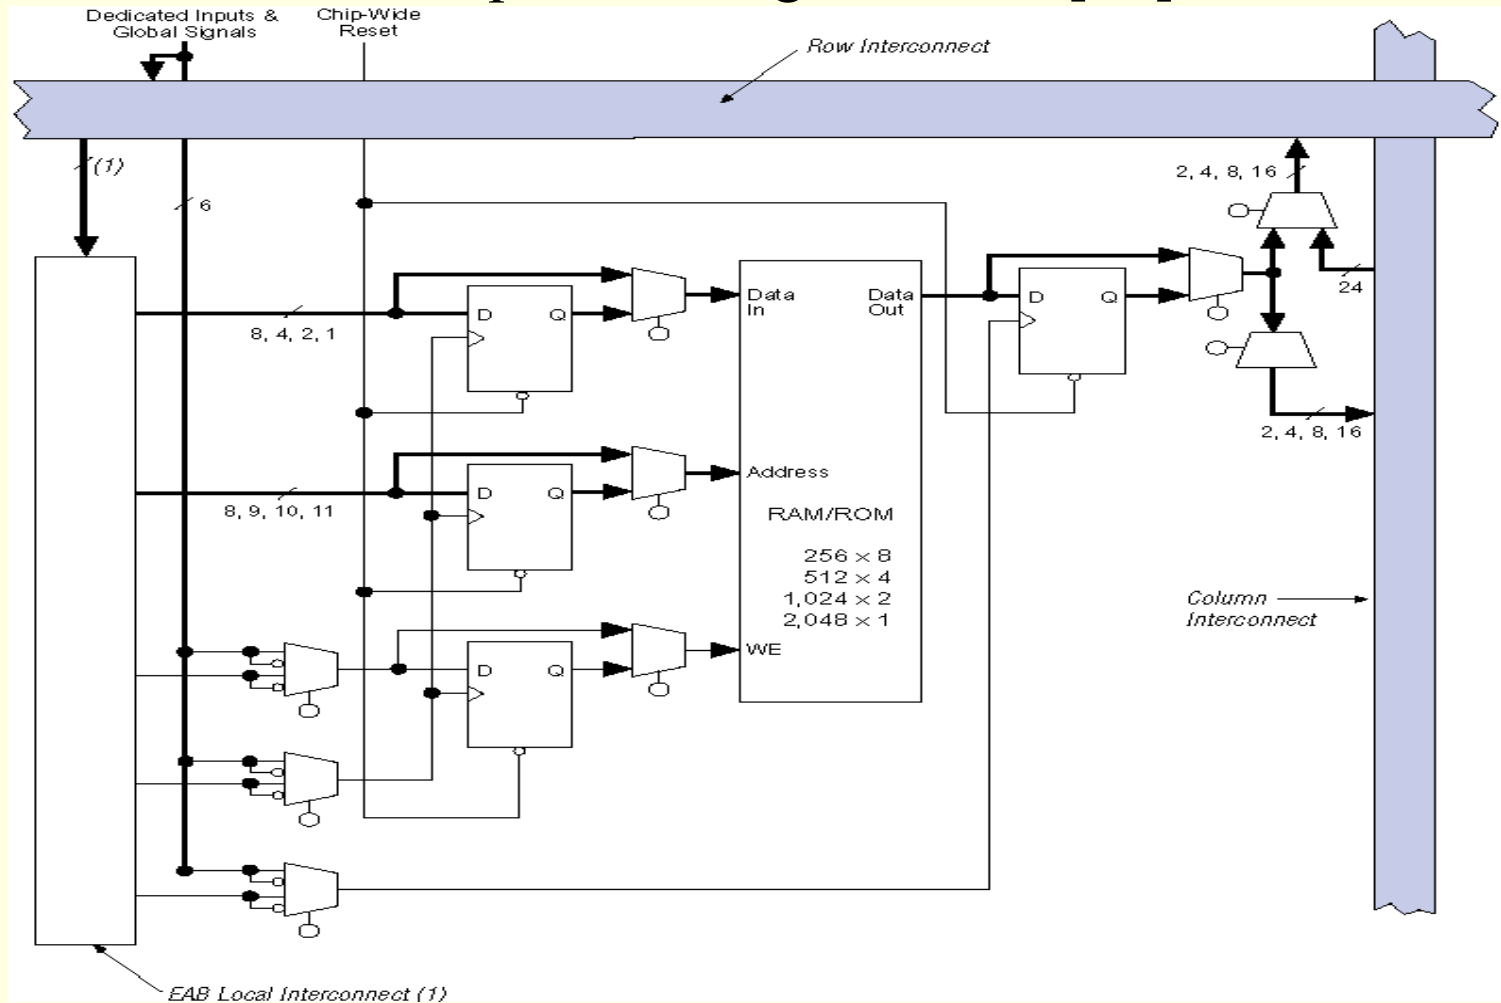 Dedicated Inputs &
Global Signals
Chip-Wide
Reset
Row Interconnect
(1)
6
2, 4, 8, 16
24
Data
In
Data
Out
D
Q
D
Q
8, 4, 2, 1
2, 4, 8, 16
Address
D
Q
8, 9, 10, 11
RAM/ROM
256 × 8
512 × 4
1,024 × 2
2,048 × 1
Column
Interconnect
WE
D
Q
EAB Local Interconnect (1)